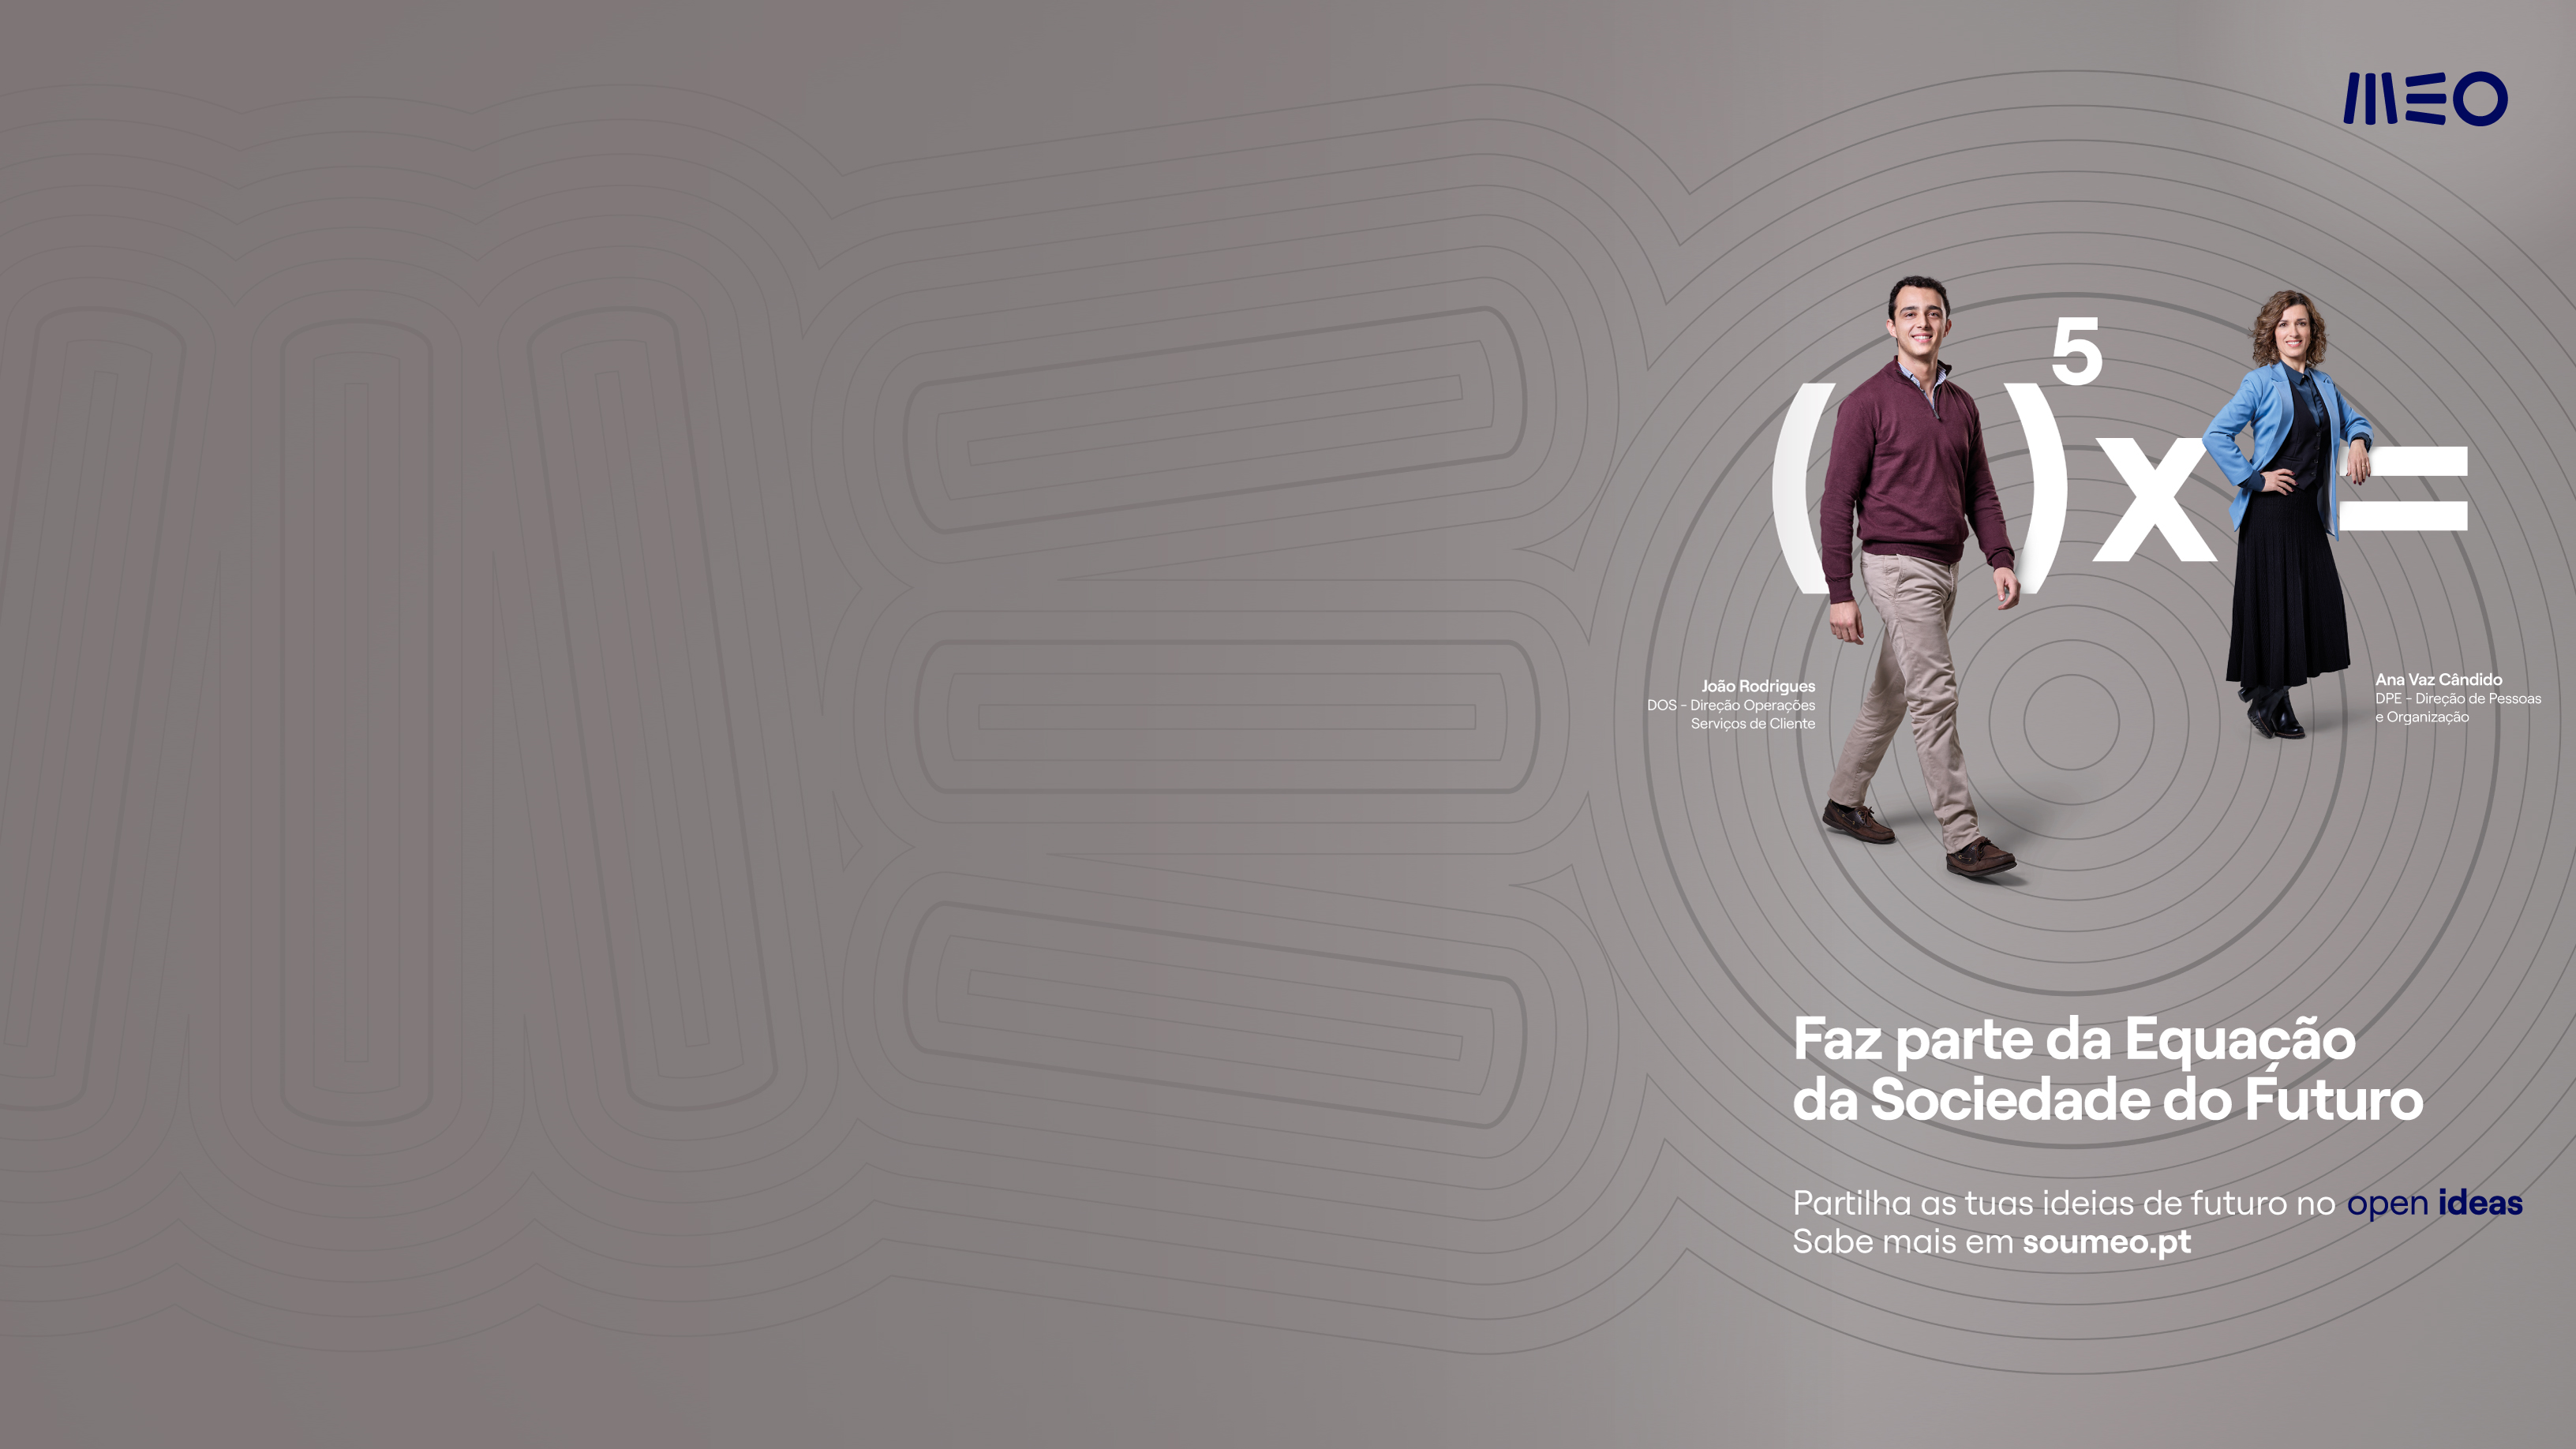 MEO
( )5 x =
João Rodrigues
DOS - Direção Operações
Serviços de Cliente
Ana Vaz Cândido
DPE - Direção de Pessoas
e Organização
Faz parte da Equação
da Sociedade do Futuro
Partilha as tuas ideias de futuro no open ideas
Sabe mais em soumeo.pt